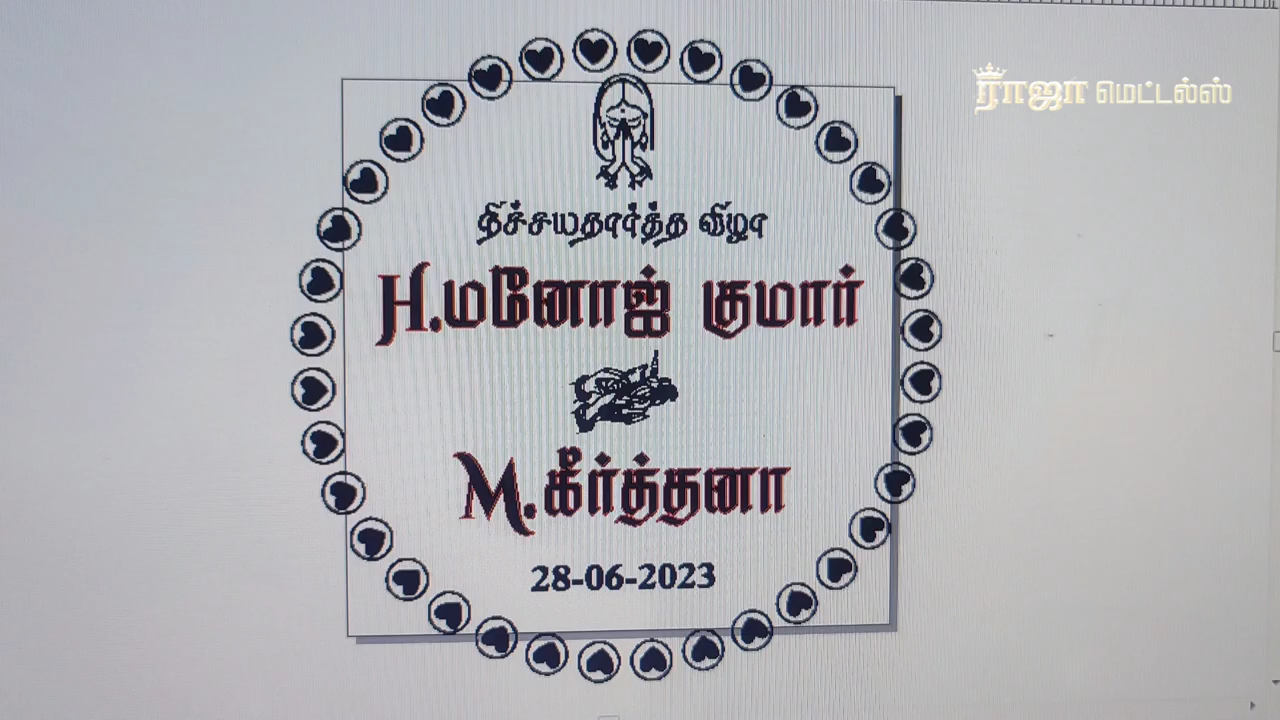 ராஜா மெட்டல்ஸ்
நிச்சயதார்த்த விழா
H.மனோஜ் குமார்
M.கீர்த்தனா
28-06-2023